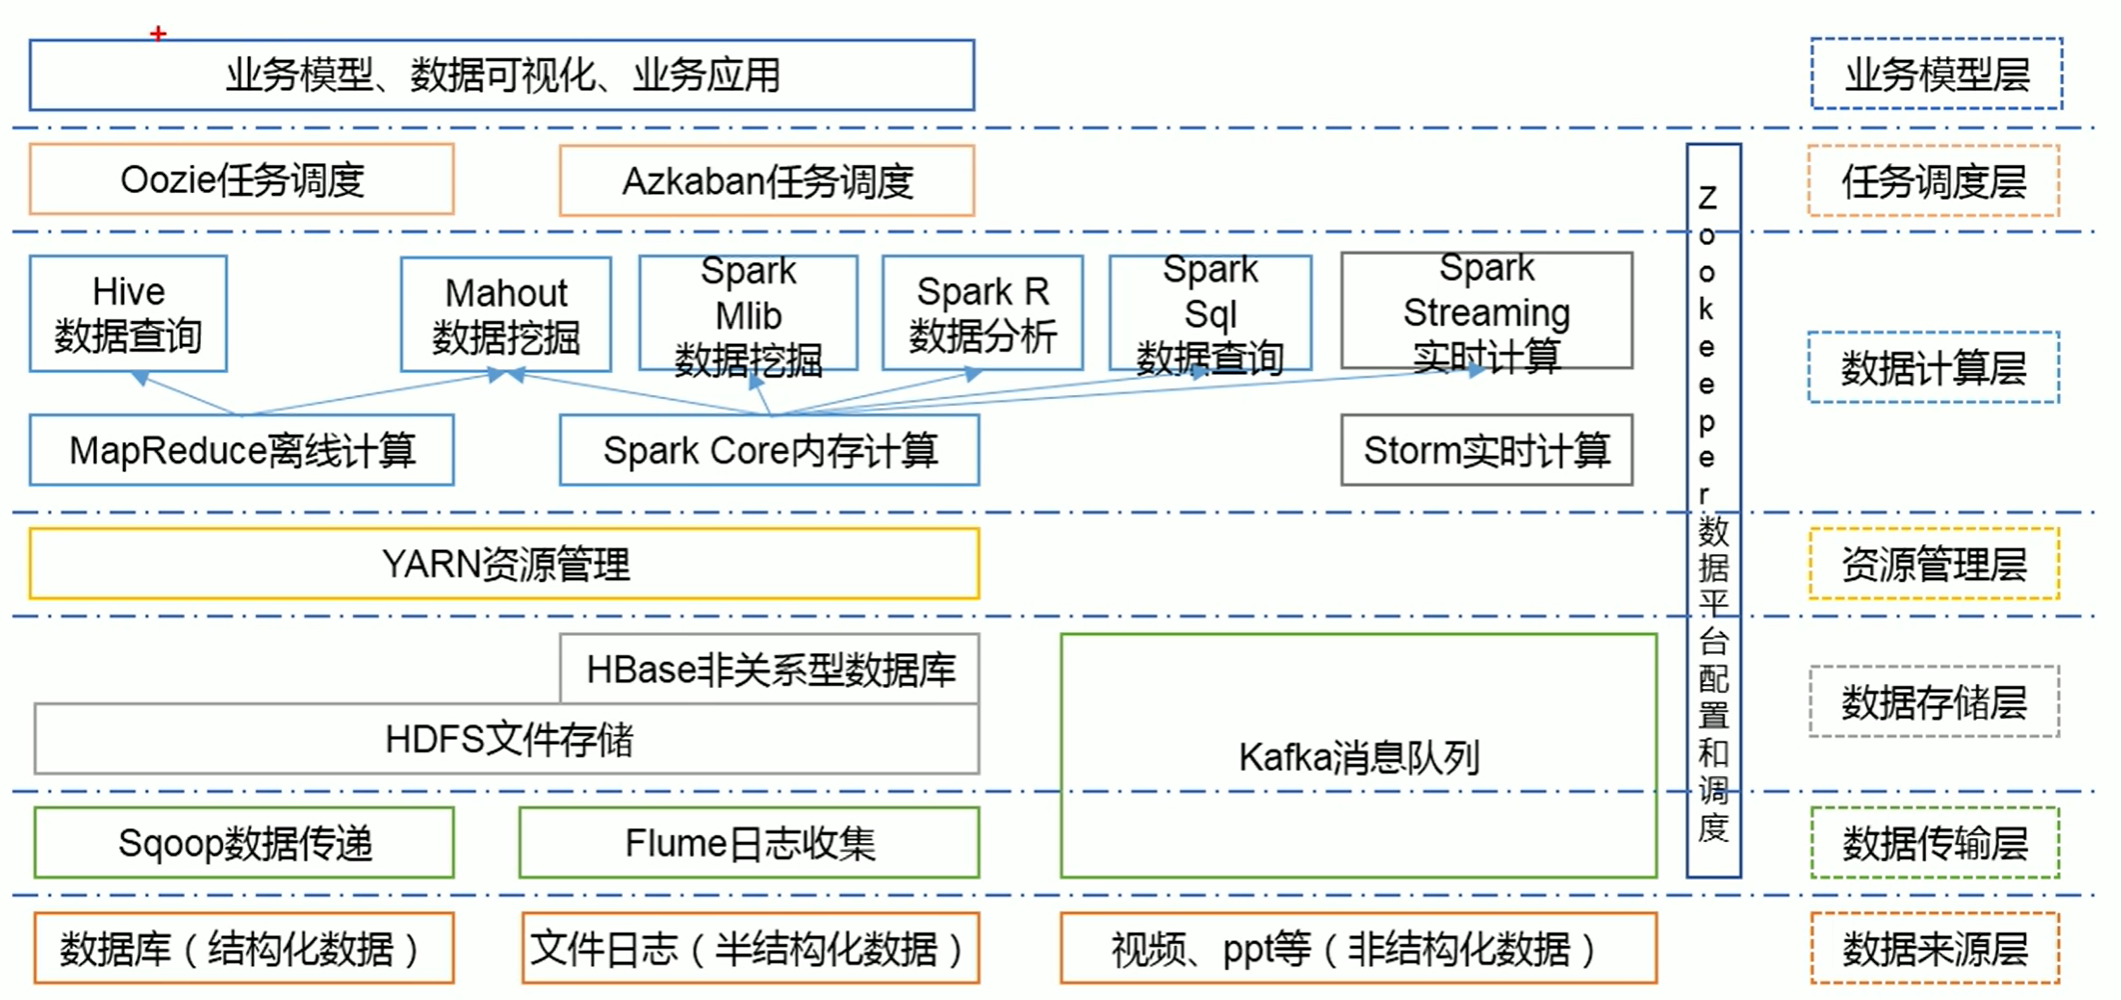 业务模型、数据可视化、业务应用
业务模型层
Oozie任务调度
Azkaban任务调度
任务调度层
Hive
数据查询
Mahout
数据挖掘
Spark
Mlib
数据挖掘
Spark R
数据分析
Spark
Sql
数据查询
Spark
Streaming
实时计算
数据计算层
MapReduce离线计算
Spark Core内存计算
Storm实时计算
YARN资源管理
资源管理层
HBase非关系型数据库
HDFS文件存储
Kafka消息队列
数据存储层
Sqoop数据传递
Flume日志收集
数据传输层
数据库（结构化数据）
文件日志（半结构化数据）
视频、ppt等（非结构化数据）
数据来源层
Zookeeper数据平台配置和调度